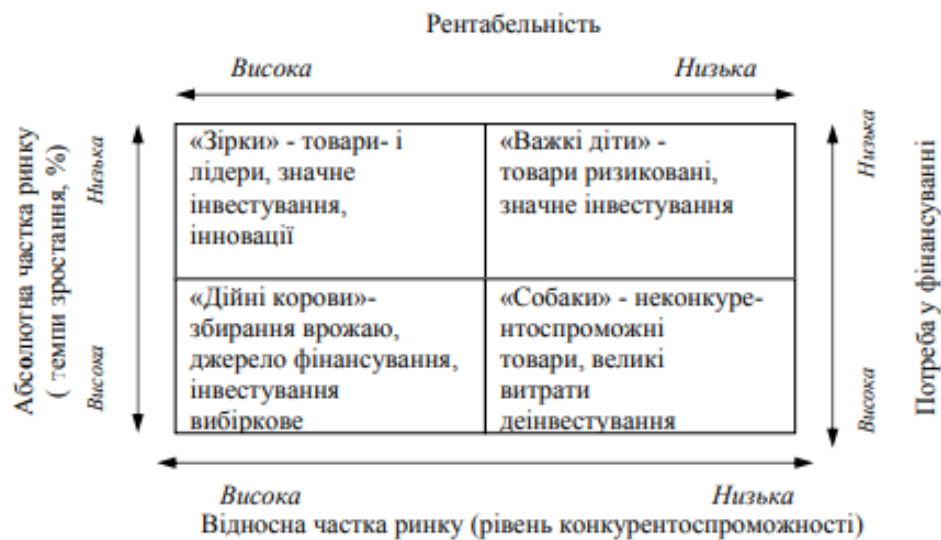 Рентабельність
Висока
Низька
Абсолютна частка ринку
( темпи зростання, %)
Низька
Висока
«Зірки» - товари- і
лідери, значне
інвестування,
інновації
«Важкі діти» -
товари ризиковані,
значне інвестування
«Дійні корови»-
збирання врожаю,
джерело фінансування,
інвестування
вибіркове
«Собаки» - неконкуре-
нтоспроможні
товари, великі
витрати
деінвестування
Низька
Висока
Потреба у фінансуванні
Висока
Низька
Відносна частка ринку (рівень конкурентоспроможності)